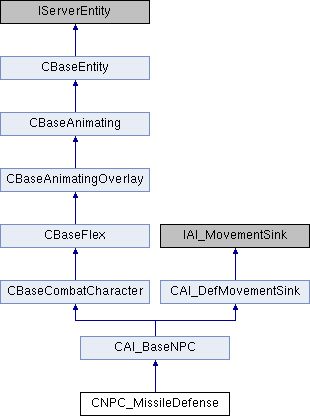 IServerEntity
CBaseEntity
CBaseAnimating
CBaseAnimatingOverlay
CBaseFlex
IAI_MovementSink
CBaseCombatCharacter
CAI_DefMovementSink
CAI_BaseNPC
CNPC_MissileDefense